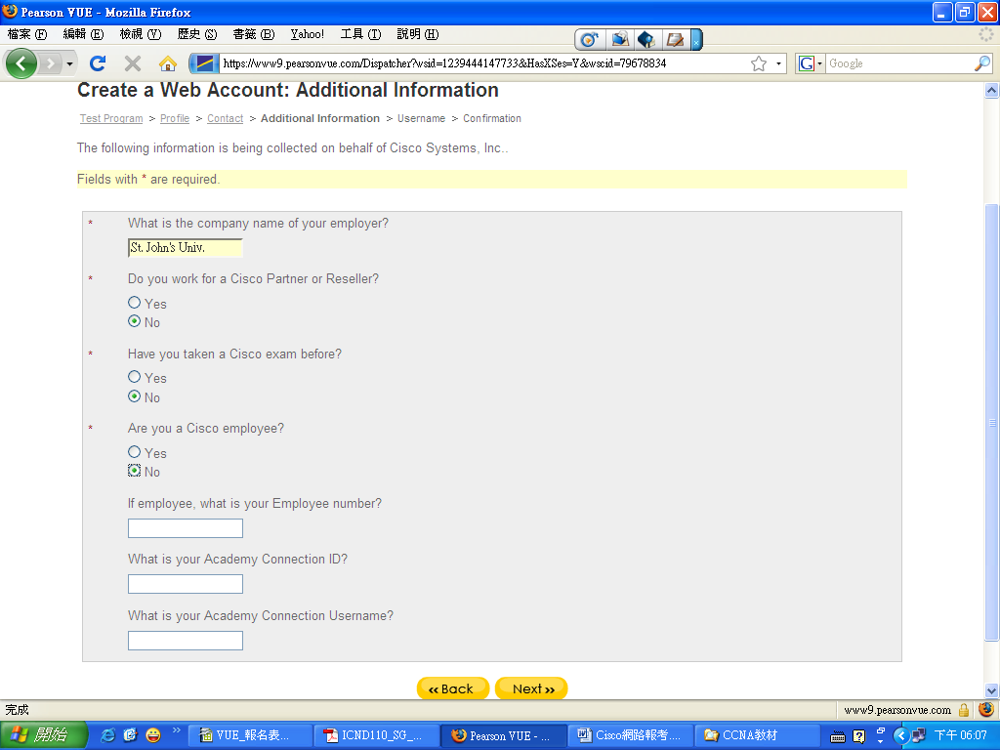 Pearson VUE - Mozilla Firefox
檔案 (F) 編輯 (E) 檢視 (V) 歷史 (S) 書籤 (B) Yahoo! 工具 (T) 說明 (H)
https://www9.pearsonvue.com/Dispatcher?wsid=1239444147733&HasXSes=Y&wscid=79678834
G Google
Create a Web Account: Additional Information
Test Program > Profile > Contact > Additional Information > Username > Confirmation
The following information is being collected on behalf of Cisco Systems, Inc..
Fields with * are required.
* What is the company name of your employer?
St. John's Univ.
* Do you work for a Cisco Partner or Reseller?
Yes
No
* Have you taken a Cisco exam before?
Yes
No
* Are you a Cisco employee?
Yes
No
If employee, what is your Employee number?
What is your Academy Connection ID?
What is your Academy Connection Username?
‹‹ Back Next ››
完成 www9.pearsonvue.com
開始 VUE_報名表... ICND110_SG_... Pearson VUE - ... Cisco網路報考.... CCNA教材 下午 06:07